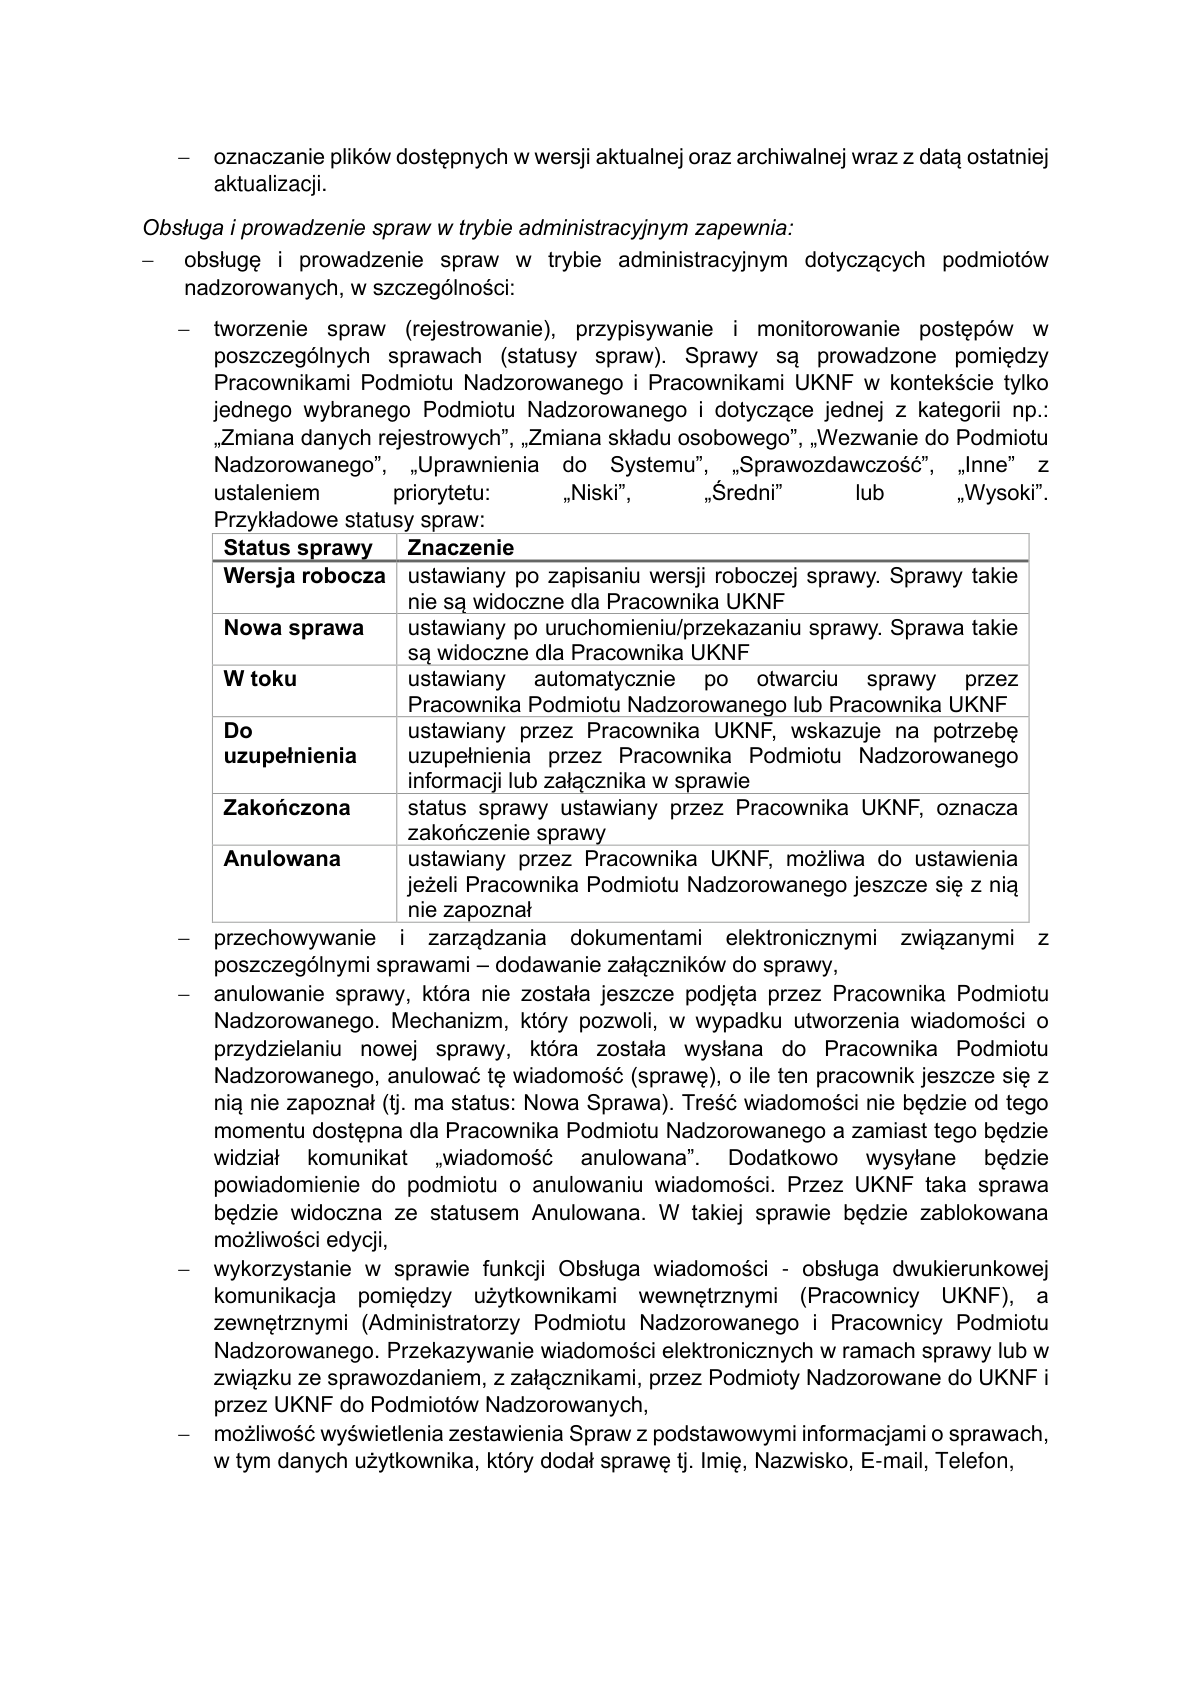 – oznaczanie plików dostępnych w wersji aktualnej oraz archiwalnej wraz z datą ostatniej
aktualizacji.
Obsługa i prowadzenie spraw w trybie administracyjnym zapewnia:
– obsługę i prowadzenie spraw w trybie administracyjnym dotyczących podmiotów
nadzorowanych, w szczególności:
– tworzenie spraw (rejestrowanie), przypisywanie i monitorowanie postępów w
poszczególnych sprawach (statusy spraw). Sprawy są prowadzone pomiędzy
Pracownikami Podmiotu Nadzorowanego i Pracownikami UKNF w kontekście tylko
jednego wybranego Podmiotu Nadzorowanego i dotyczące jednej z kategorii np.:
„Zmiana danych rejestrowych”, „Zmiana składu osobowego”, „Wezwanie do Podmiotu
Nadzorowanego”, „Uprawnienia do Systemu”, „Sprawozdawczość”, „Inne” z
ustaleniem priorytetu: „Niski”, „Średni” lub „Wysoki”.
Przykładowe statusy spraw:
Status sprawy Znaczenie
Wersja robocza ustawiany po zapisaniu wersji roboczej sprawy. Sprawy takie
nie są widoczne dla Pracownika UKNF
Nowa sprawa ustawiany po uruchomieniu/przekazaniu sprawy. Sprawa takie
są widoczne dla Pracownika UKNF
W toku ustawiany automatycznie po otwarciu sprawy przez
Pracownika Podmiotu Nadzorowanego lub Pracownika UKNF
Do ustawiany przez Pracownika UKNF, wskazuje na potrzebę
uzupełnienia uzupełnienia przez Pracownika Podmiotu Nadzorowanego
informacji lub załącznika w sprawie
Zakończona status sprawy ustawiany przez Pracownika UKNF, oznacza
zakończenie sprawy
Anulowana ustawiany przez Pracownika UKNF, możliwa do ustawienia
jeżeli Pracownika Podmiotu Nadzorowanego jeszcze się z nią
nie zapoznał
– przechowywanie i zarządzania dokumentami elektronicznymi związanymi z
poszczególnymi sprawami – dodawanie załączników do sprawy,
– anulowanie sprawy, która nie została jeszcze podjęta przez Pracownika Podmiotu
Nadzorowanego. Mechanizm, który pozwoli, w wypadku utworzenia wiadomości o
przydzielaniu nowej sprawy, która została wysłana do Pracownika Podmiotu
Nadzorowanego, anulować tę wiadomość (sprawę), o ile ten pracownik jeszcze się z
nią nie zapoznał (tj. ma status: Nowa Sprawa). Treść wiadomości nie będzie od tego
momentu dostępna dla Pracownika Podmiotu Nadzorowanego a zamiast tego będzie
widział komunikat „wiadomość anulowana”. Dodatkowo wysyłane będzie
powiadomienie do podmiotu o anulowaniu wiadomości. Przez UKNF taka sprawa
będzie widoczna ze statusem Anulowana. W takiej sprawie będzie zablokowana
możliwości edycji,
– wykorzystanie w sprawie funkcji Obsługa wiadomości - obsługa dwukierunkowej
komunikacja pomiędzy użytkownikami wewnętrznymi (Pracownicy UKNF), a
zewnętrznymi (Administratorzy Podmiotu Nadzorowanego i Pracownicy Podmiotu
Nadzorowanego. Przekazywanie wiadomości elektronicznych w ramach sprawy lub w
związku ze sprawozdaniem, z załącznikami, przez Podmioty Nadzorowane do UKNF i
przez UKNF do Podmiotów Nadzorowanych,
– możliwość wyświetlenia zestawienia Spraw z podstawowymi informacjami o sprawach,
w tym danych użytkownika, który dodał sprawę tj. Imię, Nazwisko, E-mail, Telefon,